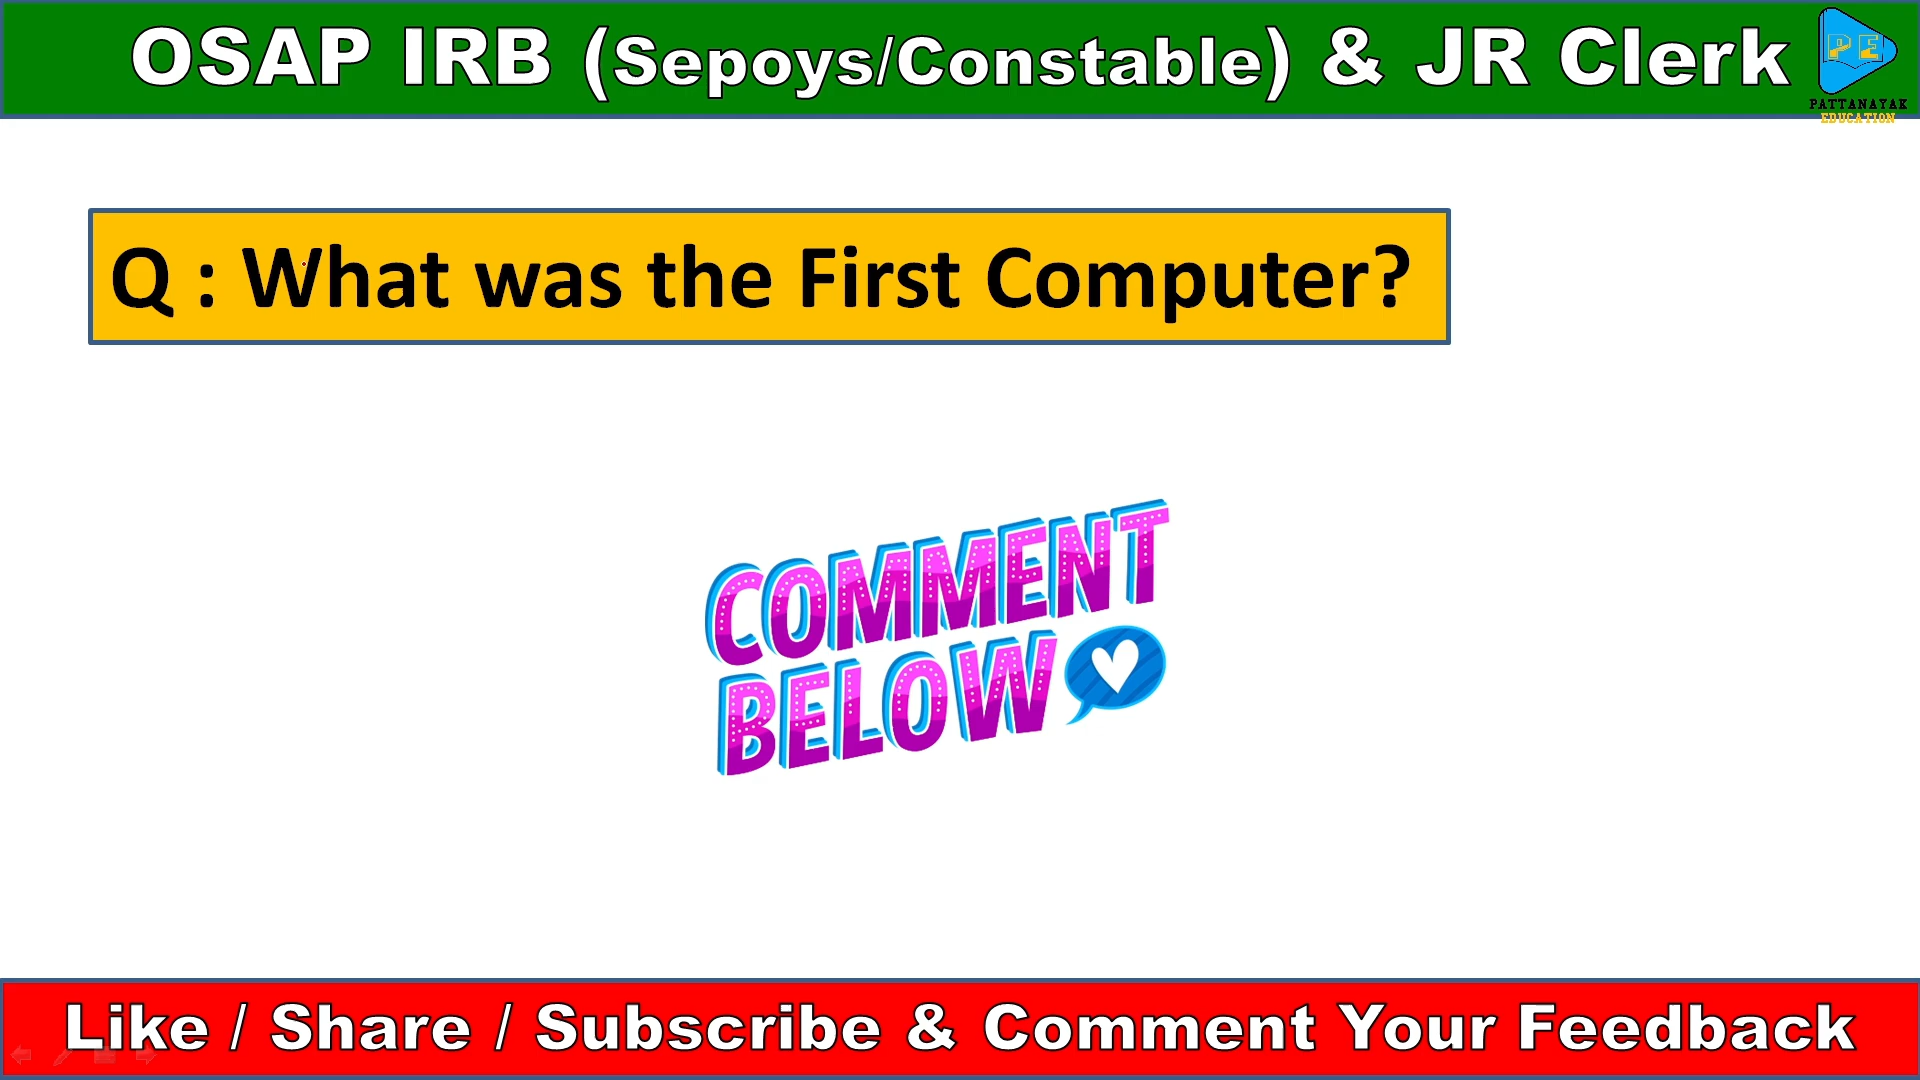 OSAP IRB (Sepoys/Constable) & JR Clerk
PE
PATTANAYAK
EDUCATION
Q : What was the First Computer?
COMMENT
BELOW
Like / Share / Subscribe & Comment Your Feedback